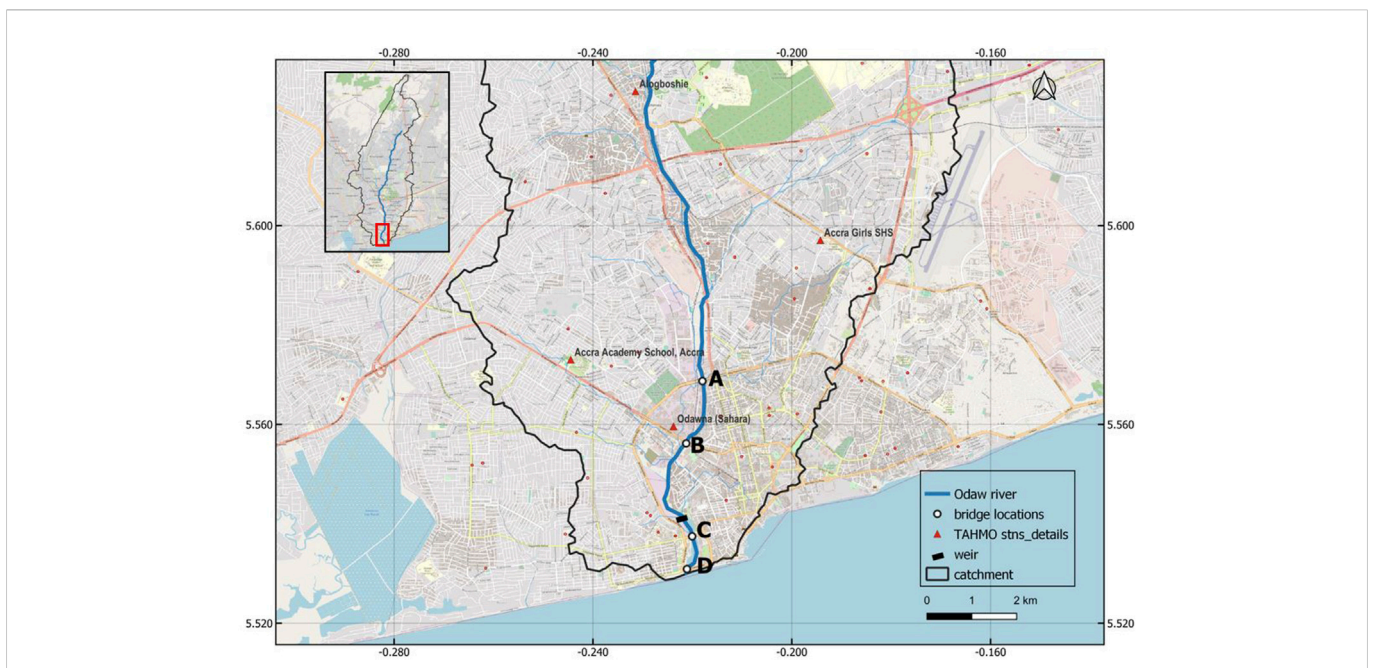 -0.280 -0.240 -0.200 -0.160
Alogboshie
5.600 5.600
Accra Girls SHS
Accra Academy School, Accra
A
5.560 5.560
Odawna (Sahara)
B
Odaw river
bridge locations
TAHMO stns_details
weir
catchment
C
D
0 1 2 km
5.520 5.520
-0.280 -0.240 -0.200 -0.160